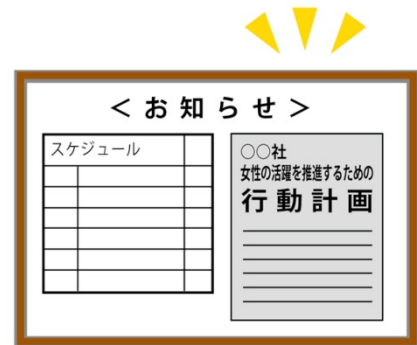 ＜お知らせ＞
スケジュール
○○社
女性の活躍を推進するための
行動計画